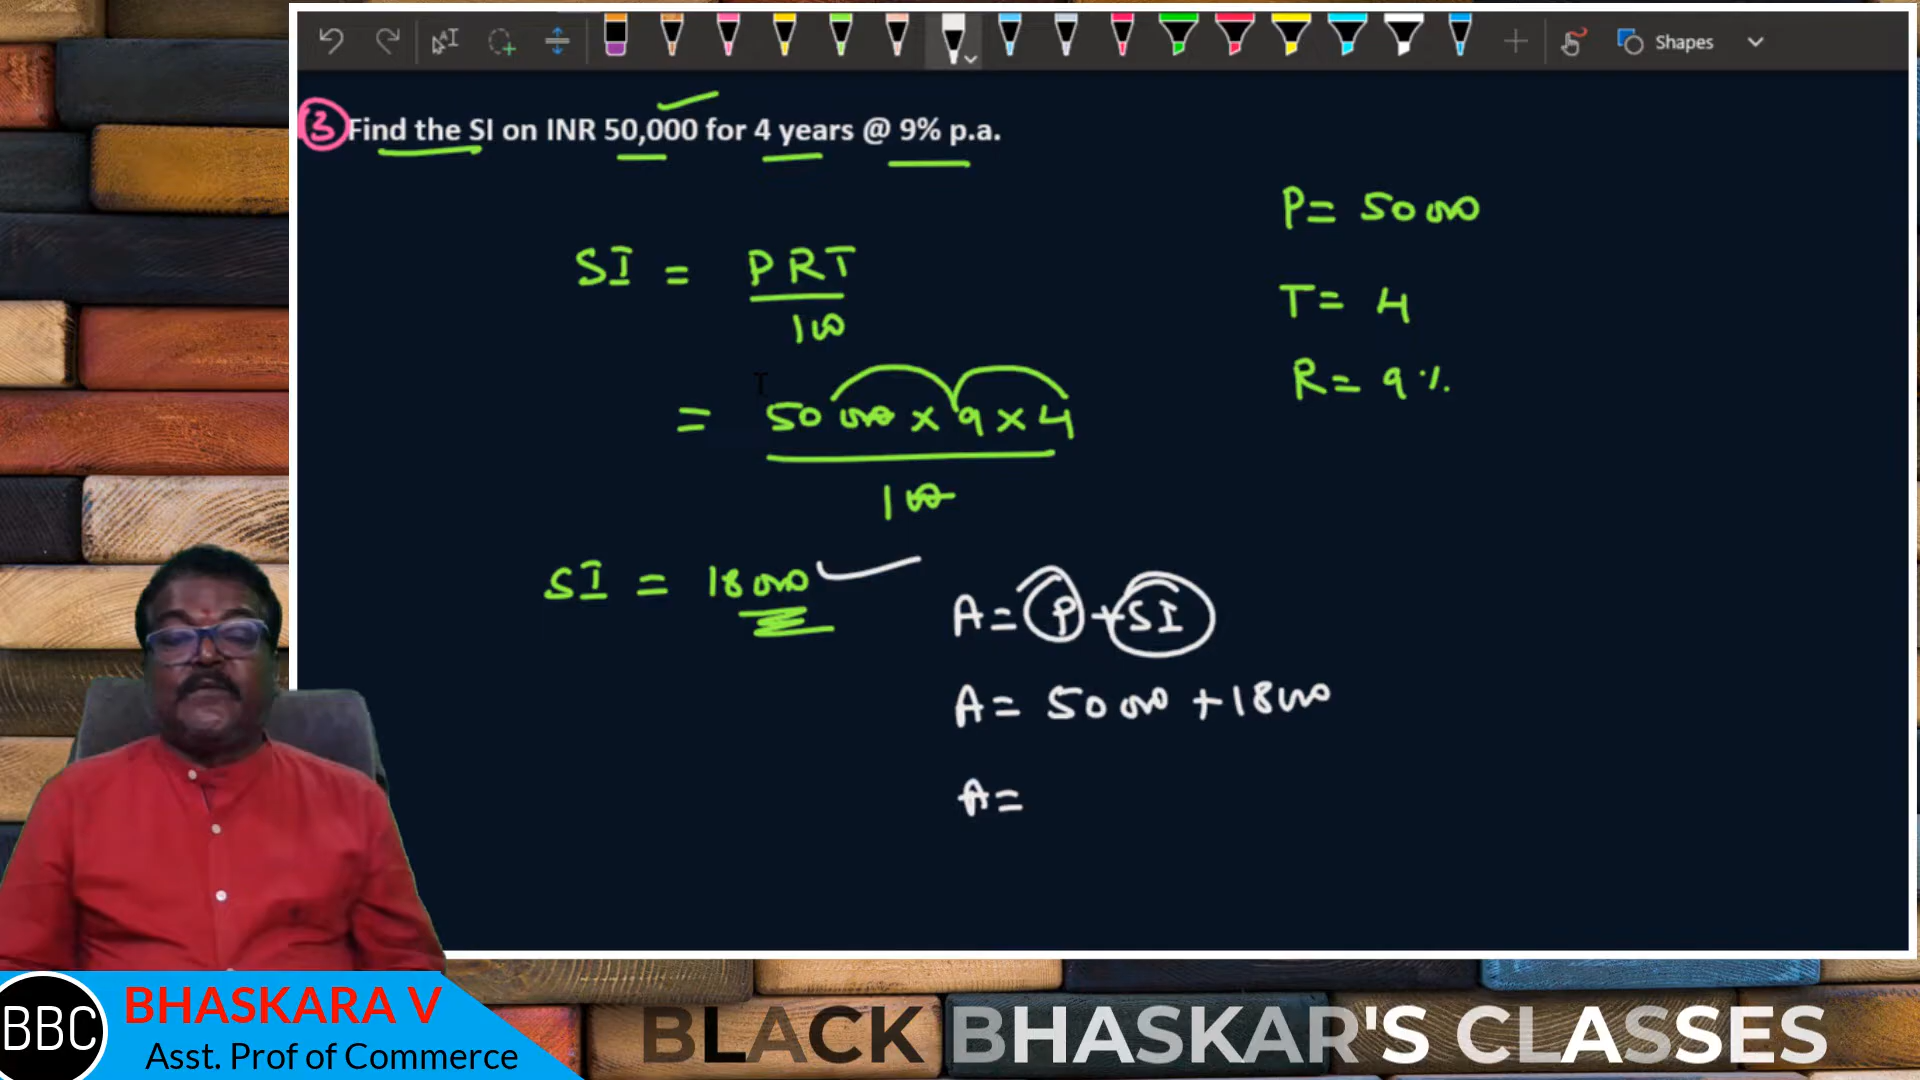 Shapes
3 Find the SI on INR 50,000 for 4 years @ 9% p.a.
P = 50000
SI = PRT
100
T = 4
R = 9%
= 50000 x 9 x 4
100
SI = 18000
A = P + SI
A = 50000 + 18000
A =
BBC
BHASKARA V
Asst. Prof of Commerce
BLACK BHASKAR'S CLASSES